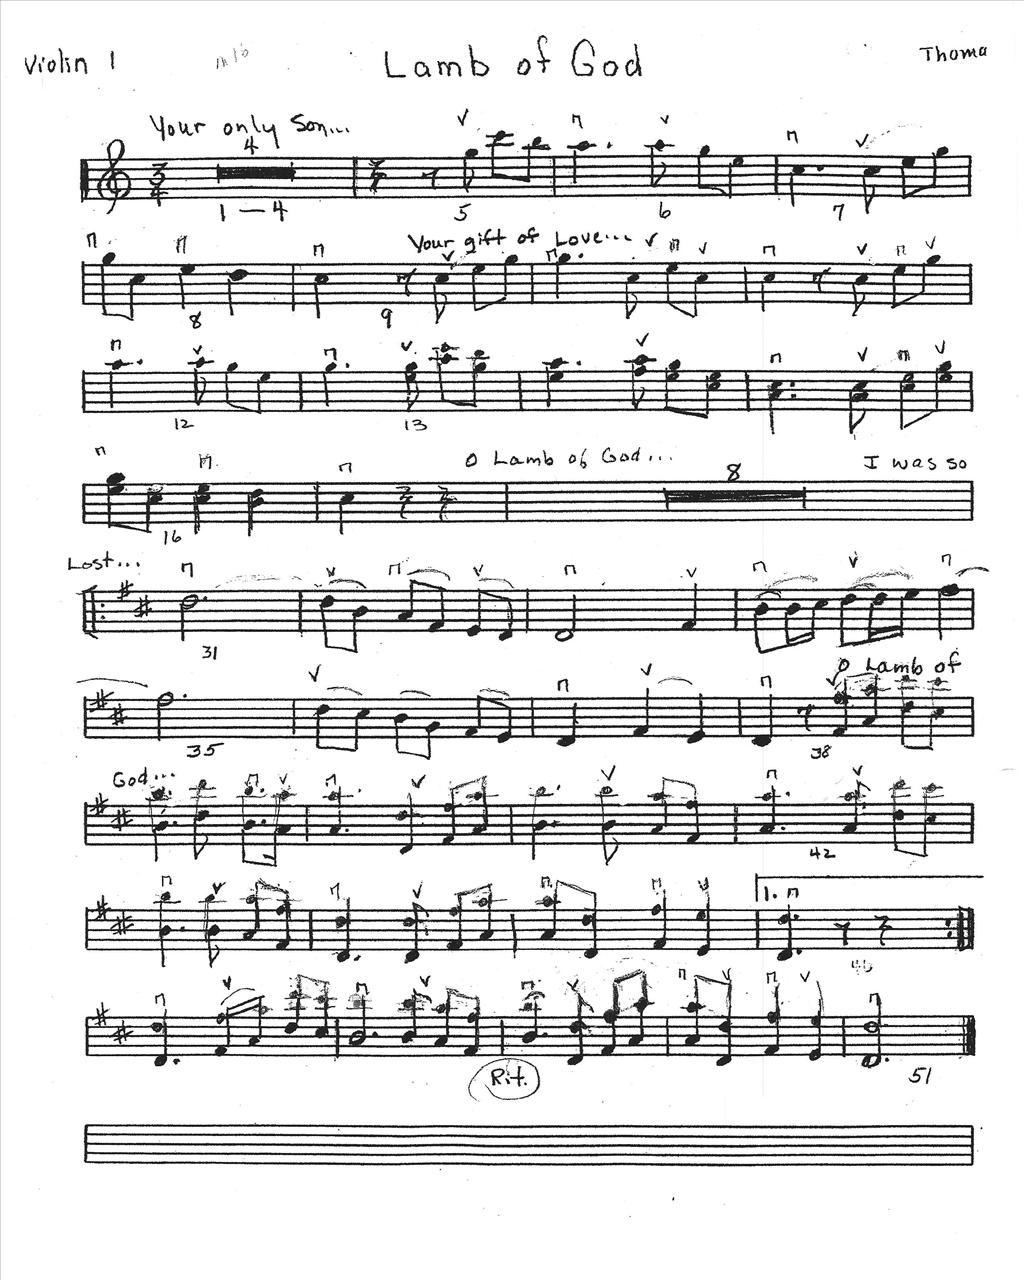 Violin 1 m16 Lamb of God Thoma
Your only Son...
4
3/4
1 — 4 5 6 7
Your gift of Love...
8 9
12 13
O Lamb of God... I was so
8
16
Lost...
31
O Lamb of
35 38
God...
42
1.
46
Rit. 51